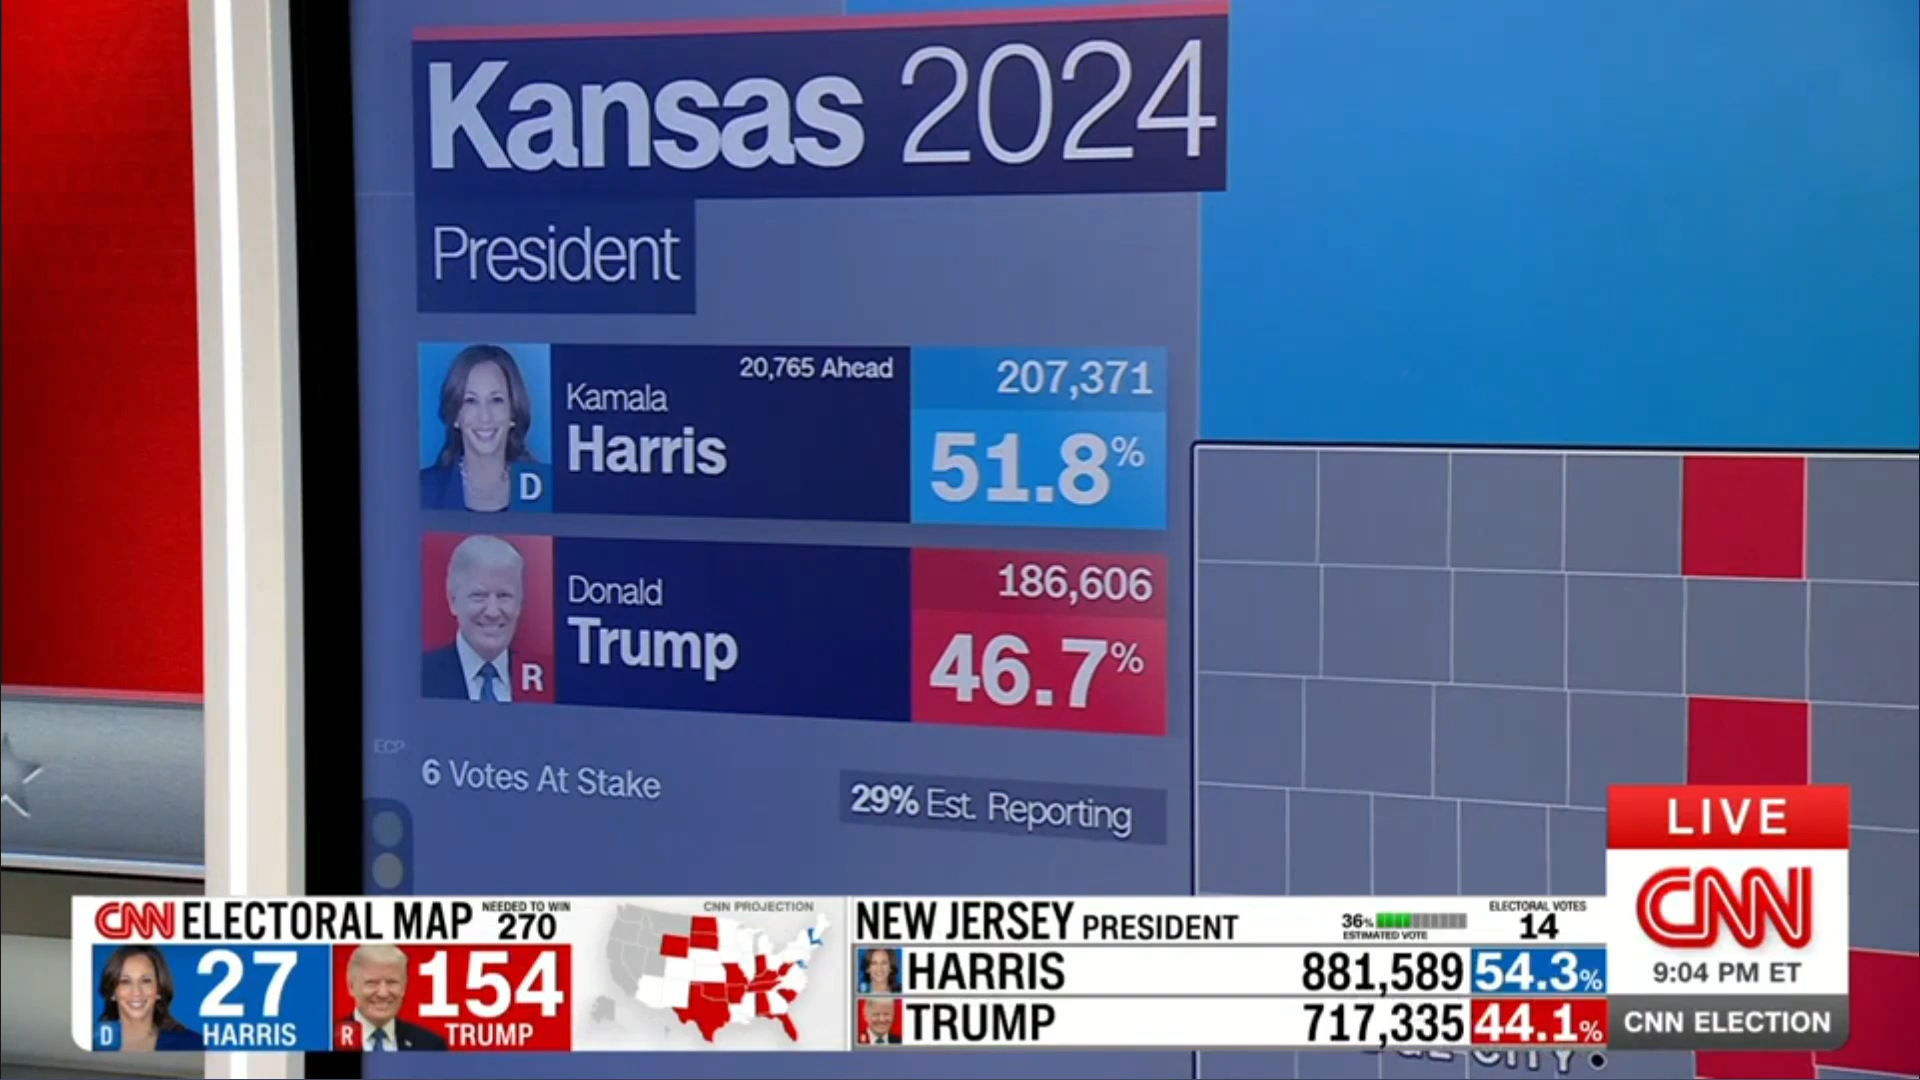 Kansas 2024
President
20,765 Ahead
207,371
Kamala
Harris
51.8%
D
186,606
Donald
Trump
46.7%
R
ECP
6 Votes At Stake
29% Est. Reporting
LIVE
CNN
9:04 PM ET
CNN ELECTION
CNN ELECTORAL MAP NEEDED TO WIN 270
CNN PROJECTION
D 27 HARRIS
R 154 TRUMP
NEW JERSEY PRESIDENT
36% ESTIMATED VOTE
ELECTORAL VOTES 14
HARRIS 881,589 54.3%
TRUMP 717,335 44.1%